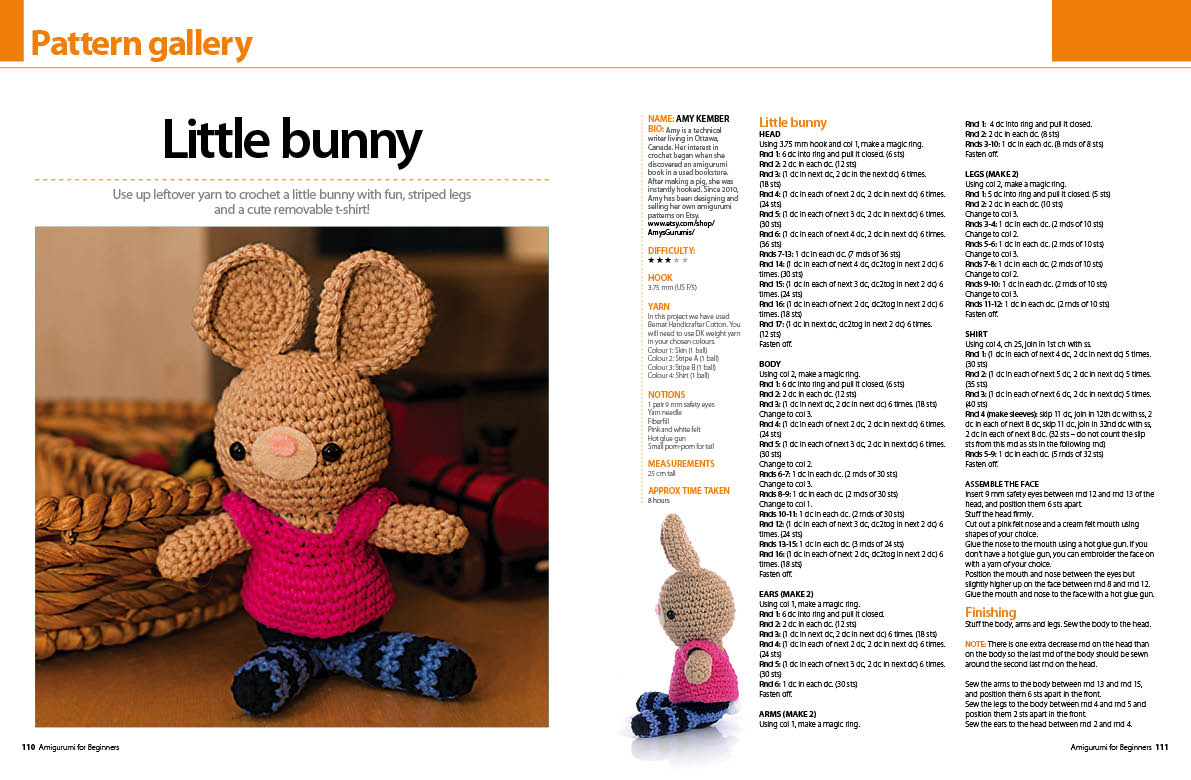 Pattern gallery
Little bunny
Use up leftover yarn to crochet a little bunny with fun, striped legs
and a cute removable t-shirt!
110 Amigurumi for Beginners
NAME: AMY KEMBER
BIO: Amy is a technical
writer living in Ottawa,
Canada. Her interest in
crochet began when she
discovered an amigurumi
book in a used bookstore.
After making a pig, she was
instantly hooked. Since 2010,
Amy has been designing and
selling her own amigurumi
patterns on Etsy.
www.etsy.com/shop/
AmysGurumis/
DIFFICULTY:
★★★★★
HOOK
3.75 mm (US F/5)
YARN
In this project we have used
Bernat Handicrafter Cotton. You
will need to use DK weight yarn
in your chosen colours.
Colour 1: Skin (1 ball)
Colour 2: Stripe A (1 ball)
Colour 3: Stripe B (1 ball)
Colour 4: Shirt (1 ball)
NOTIONS
1 pair 9 mm safety eyes
Yarn needle
Fiberfill
Pink and white felt
Hot glue gun
Small pom-pom for tail
MEASUREMENTS
25 cm tall
APPROX TIME TAKEN
8 hours
Little bunny
HEAD
Using 3.75 mm hook and col 1, make a magic ring.
Rnd 1: 6 dc into ring and pull it closed. (6 sts)
Rnd 2: 2 dc in each dc. (12 sts)
Rnd 3: (1 dc in next dc, 2 dc in the next dc) 6 times.
(18 sts)
Rnd 4: (1 dc in each of next 2 dc, 2 dc in next dc) 6 times.
(24 sts)
Rnd 5: (1 dc in each of next 3 dc, 2 dc in next dc) 6 times.
(30 sts)
Rnd 6: (1 dc in each of next 4 dc, 2 dc in next dc) 6 times.
(36 sts)
Rnds 7-13: 1 dc in each dc. (7 rnds of 36 sts)
Rnd 14: (1 dc in each of next 4 dc, dc2tog in next 2 dc) 6
times. (30 sts)
Rnd 15: (1 dc in each of next 3 dc, dc2tog in next 2 dc) 6
times. (24 sts)
Rnd 16: (1 dc in each of next 2 dc, dc2tog in next 2 dc) 6
times. (18 sts)
Rnd 17: (1 dc in next dc, dc2tog in next 2 dc) 6 times.
(12 sts)
Fasten off.
BODY
Using col 2, make a magic ring.
Rnd 1: 6 dc into ring and pull it closed. (6 sts)
Rnd 2: 2 dc in each dc. (12 sts)
Rnd 3: (1 dc in next dc, 2 dc in next dc) 6 times. (18 sts)
Change to col 3.
Rnd 4: (1 dc in each of next 2 dc, 2 dc in next dc) 6 times.
(24 sts)
Rnd 5: (1 dc in each of next 3 dc, 2 dc in next dc) 6 times.
(30 sts)
Change to col 2.
Rnds 6-7: 1 dc in each dc. (2 rnds of 30 sts)
Change to col 3.
Rnds 8-9: 1 dc in each dc. (2 rnds of 30 sts)
Change to col 1.
Rnds 10-11: 1 dc in each dc. (2 rnds of 30 sts)
Rnd 12: (1 dc in each of next 3 dc, dc2tog in next 2 dc) 6
times. (24 sts)
Rnds 13-15: 1 dc in each dc. (3 rnds of 24 sts)
Rnd 16: (1 dc in each of next 2 dc, dc2tog in next 2 dc) 6
times. (18 sts)
Fasten off.
EARS (MAKE 2)
Using col 1, make a magic ring.
Rnd 1: 6 dc into ring and pull it closed.
Rnd 2: 2 dc in each dc. (12 sts)
Rnd 3: (1 dc in next dc, 2 dc in next dc) 6 times. (18 sts)
Rnd 4: (1 dc in each of next 2 dc, 2 dc in next dc) 6 times.
(24 sts)
Rnd 5: (1 dc in each of next 3 dc, 2 dc in next dc) 6 times.
(30 sts)
Rnd 6: 1 dc in each dc. (30 sts)
Fasten off.
ARMS (MAKE 2)
Using col 1, make a magic ring.
Rnd 1: 4 dc into ring and pull it closed.
Rnd 2: 2 dc in each dc. (8 sts)
Rnds 3-10: 1 dc in each dc. (8 rnds of 8 sts)
Fasten off.
LEGS (MAKE 2)
Using col 2, make a magic ring.
Rnd 1: 5 dc into ring and pull it closed. (5 sts)
Rnd 2: 2 dc in each dc. (10 sts)
Change to col 3.
Rnds 3-4: 1 dc in each dc. (2 rnds of 10 sts)
Change to col 2.
Rnds 5-6: 1 dc in each dc. (2 rnds of 10 sts)
Change to col 3.
Rnds 7-8: 1 dc in each dc. (2 rnds of 10 sts)
Change to col 2.
Rnds 9-10: 1 dc in each dc. (2 rnds of 10 sts)
Change to col 3.
Rnds 11-12: 1 dc in each dc. (2 rnds of 10 sts)
Fasten off.
SHIRT
Using col 4, ch 25, join in 1st ch with ss.
Rnd 1: (1 dc in each of next 4 dc, 2 dc in next dc) 5 times.
(30 sts)
Rnd 2: (1 dc in each of next 5 dc, 2 dc in next dc) 5 times.
(35 sts)
Rnd 3: (1 dc in each of next 6 dc, 2 dc in next dc) 5 times.
(40 sts)
Rnd 4 (make sleeves): skip 11 dc, join in 12th dc with ss, 2
dc in each of next 8 dc, skip 11 dc, join in 32nd dc with ss,
2 dc in each of next 8 dc. (32 sts – do not count the slip
sts from this rnd as sts in the following rnd)
Rnds 5-9: 1 dc in each dc. (5 rnds of 32 sts)
Fasten off.
ASSEMBLE THE FACE
Insert 9 mm safety eyes between rnd 12 and rnd 13 of the
head, and position them 6 sts apart.
Stuff the head firmly.
Cut out a pink felt nose and a cream felt mouth using
shapes of your choice.
Glue the nose to the mouth using a hot glue gun. If you
don't have a hot glue gun, you can embroider the face on
with a yarn of your choice.
Position the mouth and nose between the eyes but
slightly higher up on the face between rnd 8 and rnd 12.
Glue the mouth and nose to the face with a hot glue gun.
Finishing
Stuff the body, arms and legs. Sew the body to the head.
NOTE: There is one extra decrease rnd on the head than
on the body so the last rnd of the body should be sewn
around the second last rnd on the head.
Sew the arms to the body between rnd 13 and rnd 15,
and position them 6 sts apart in the front.
Sew the legs to the body between rnd 4 and rnd 5 and
position them 2 sts apart in the front.
Sew the ears to the head between rnd 2 and rnd 4.
Amigurumi for Beginners 111